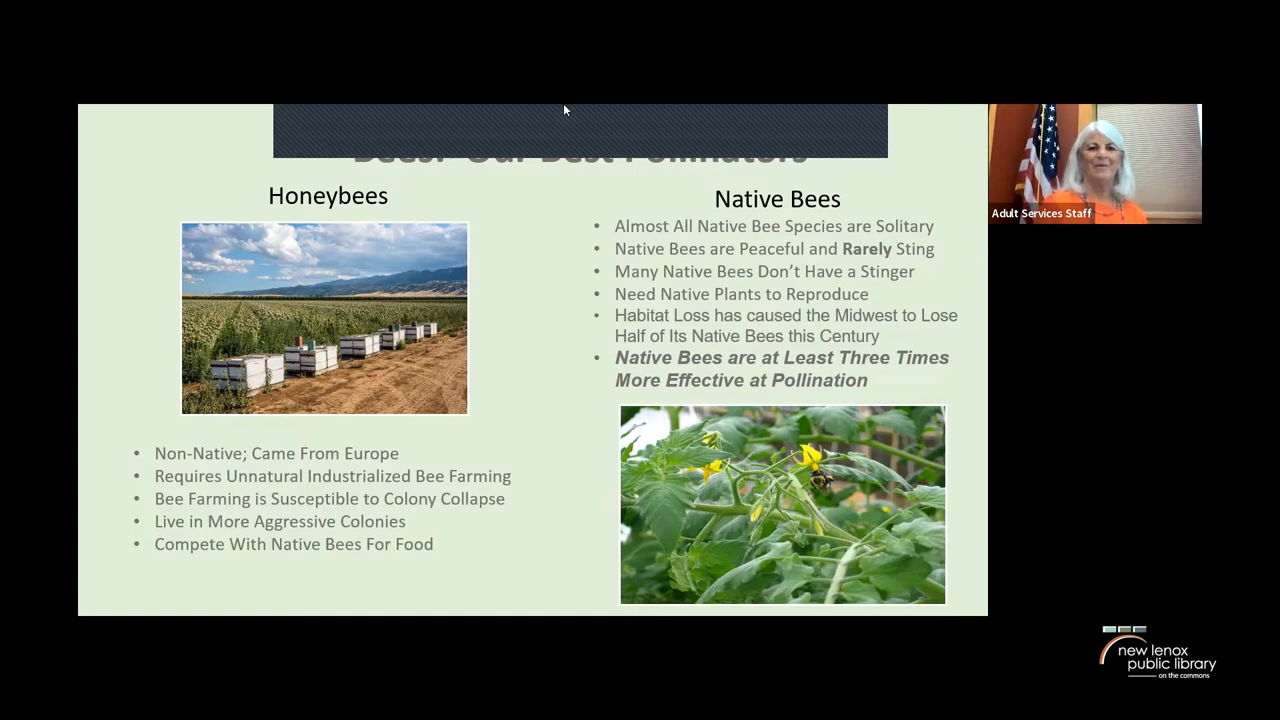 Bees: Our Best Pollinators
Honeybees
Native Bees
• Almost All Native Bee Species are Solitary
• Native Bees are Peaceful and Rarely Sting
• Many Native Bees Don't Have a Stinger
• Need Native Plants to Reproduce
• Habitat Loss has caused the Midwest to Lose
Half of Its Native Bees this Century
• Native Bees are at Least Three Times
More Effective at Pollination
• Non-Native; Came From Europe
• Requires Unnatural Industrialized Bee Farming
• Bee Farming is Susceptible to Colony Collapse
• Live in More Aggressive Colonies
• Compete With Native Bees For Food
Adult Services Staff
new lenox
public library
on the commons